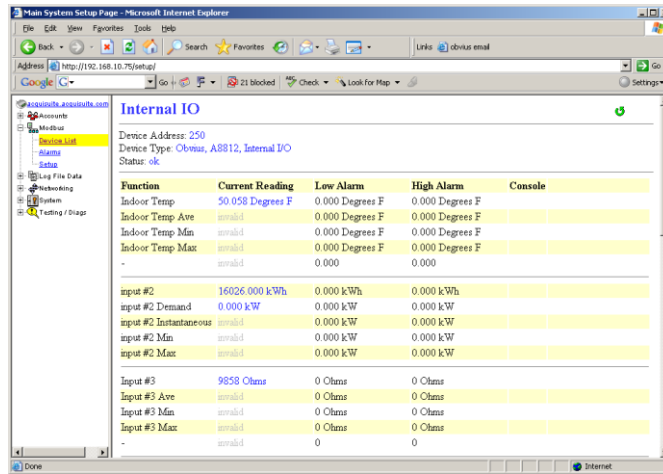 Main System Setup Page - Microsoft Internet Explorer
File Edit View Favorites Tools Help
Back Search Favorites Links obvius email
Address http://192.168.10.75/setup/ Go
Google G Go 21 blocked Check Look for Map Settings
acquisuite.acquisuite.com
Accounts
Modbus
Device List
Alarms
Setup
Log File Data
Networking
System
Testing / Diags
Internal IO
Device Address: 250
Device Type: Obvius, A8812, Internal I/O
Status: ok
Function Current Reading Low Alarm High Alarm Console
Indoor Temp 50.058 Degrees F 0.000 Degrees F 0.000 Degrees F
Indoor Temp Ave invalid 0.000 Degrees F 0.000 Degrees F
Indoor Temp Min invalid 0.000 Degrees F 0.000 Degrees F
Indoor Temp Max invalid 0.000 Degrees F 0.000 Degrees F
- invalid 0.000 0.000
input #2 16026.000 kWh 0.000 kWh 0.000 kWh
input #2 Demand 0.000 kW 0.000 kW 0.000 kW
input #2 Instantaneous invalid 0.000 kW 0.000 kW
input #2 Min invalid 0.000 kW 0.000 kW
input #2 Max invalid 0.000 kW 0.000 kW
Input #3 9858 Ohms 0 Ohms 0 Ohms
Input #3 Ave invalid 0 Ohms 0 Ohms
Input #3 Min invalid 0 Ohms 0 Ohms
Input #3 Max invalid 0 Ohms 0 Ohms
- invalid 0 0
Done Internet